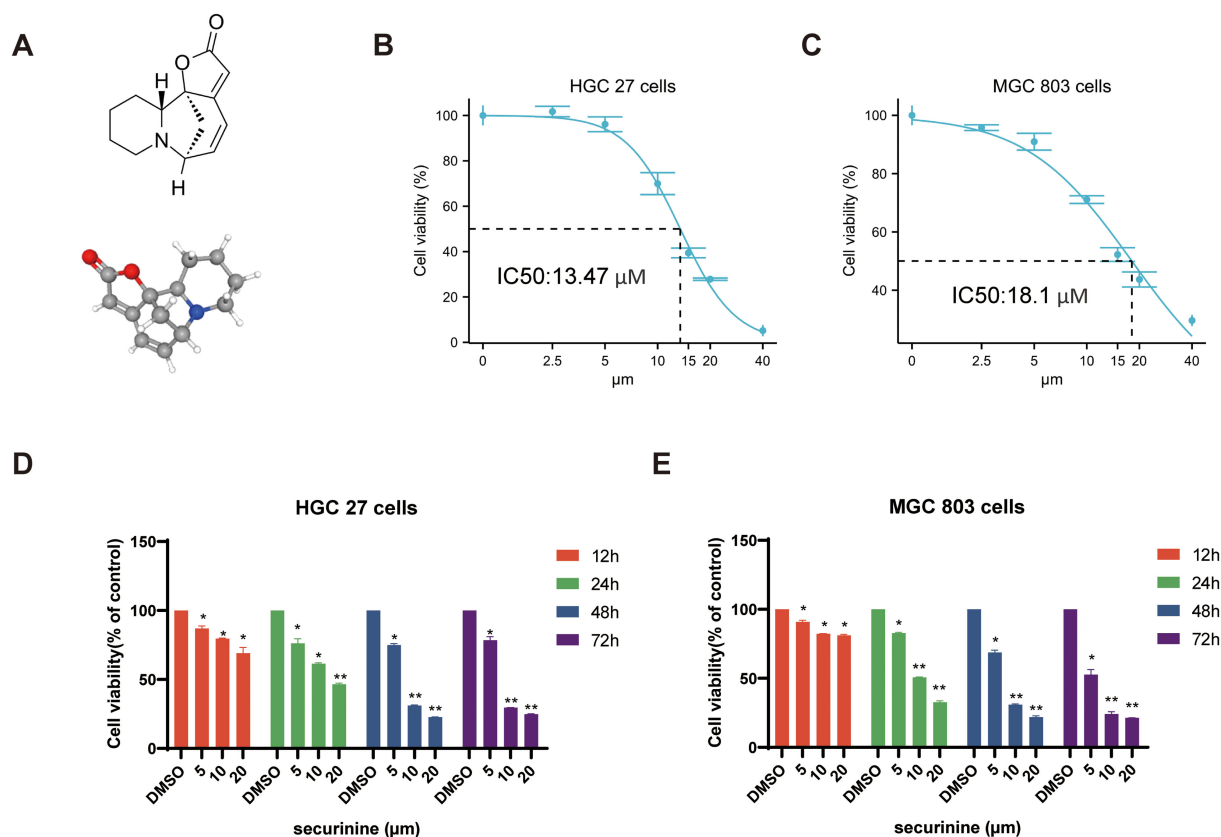 A
O
O
H
N
H
B
HGC 27 cells
Cell viability (%)
100
80
60
40
20
0
IC50:13.47 μM
0 2.5 5 10 15 20 40
μm
C
MGC 803 cells
Cell viability (%)
100
80
60
40
IC50:18.1 μM
0 2.5 5 10 15 20 40
μm
D
HGC 27 cells
Cell viability(% of control)
150
100
50
0
* * *
* * **
* ** **
* ** **
DMSO 5 10 20 DMSO 5 10 20 DMSO 5 10 20 DMSO 5 10 20
securinine (μm)
12h
24h
48h
72h
E
MGC 803 cells
Cell viability(% of control)
150
100
50
0
* * *
* ** **
* ** **
* ** **
DMSO 5 10 20 DMSO 5 10 20 DMSO 5 10 20 DMSO 5 10 20
securinine (μm)
12h
24h
48h
72h